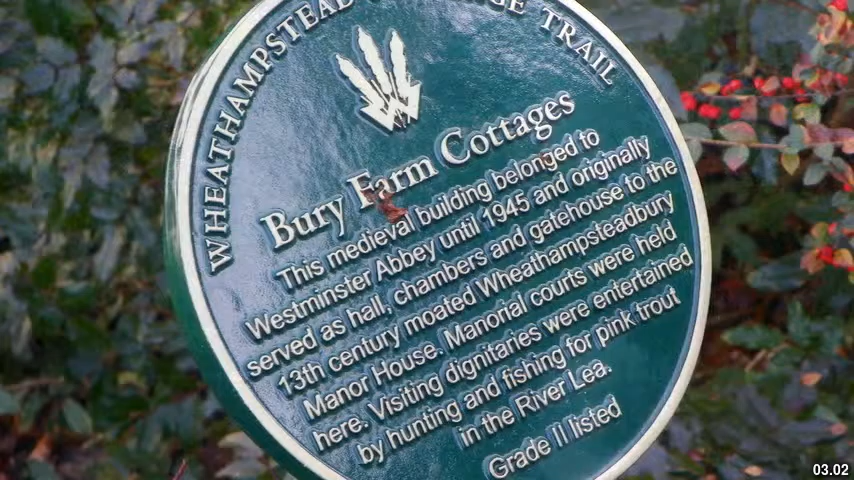 WHEATHAMPSTEAD TRAIL
Bury Farm Cottages
This medieval building belonged to
Westminster Abbey until 1945 and originally
served as hall, chambers and gatehouse to the
13th century moated Wheathampsteadbury
Manor House. Manorial courts were held
here. Visiting dignitaries were entertained
by hunting and fishing for pink trout
in the River Lea.
Grade II listed
03.02